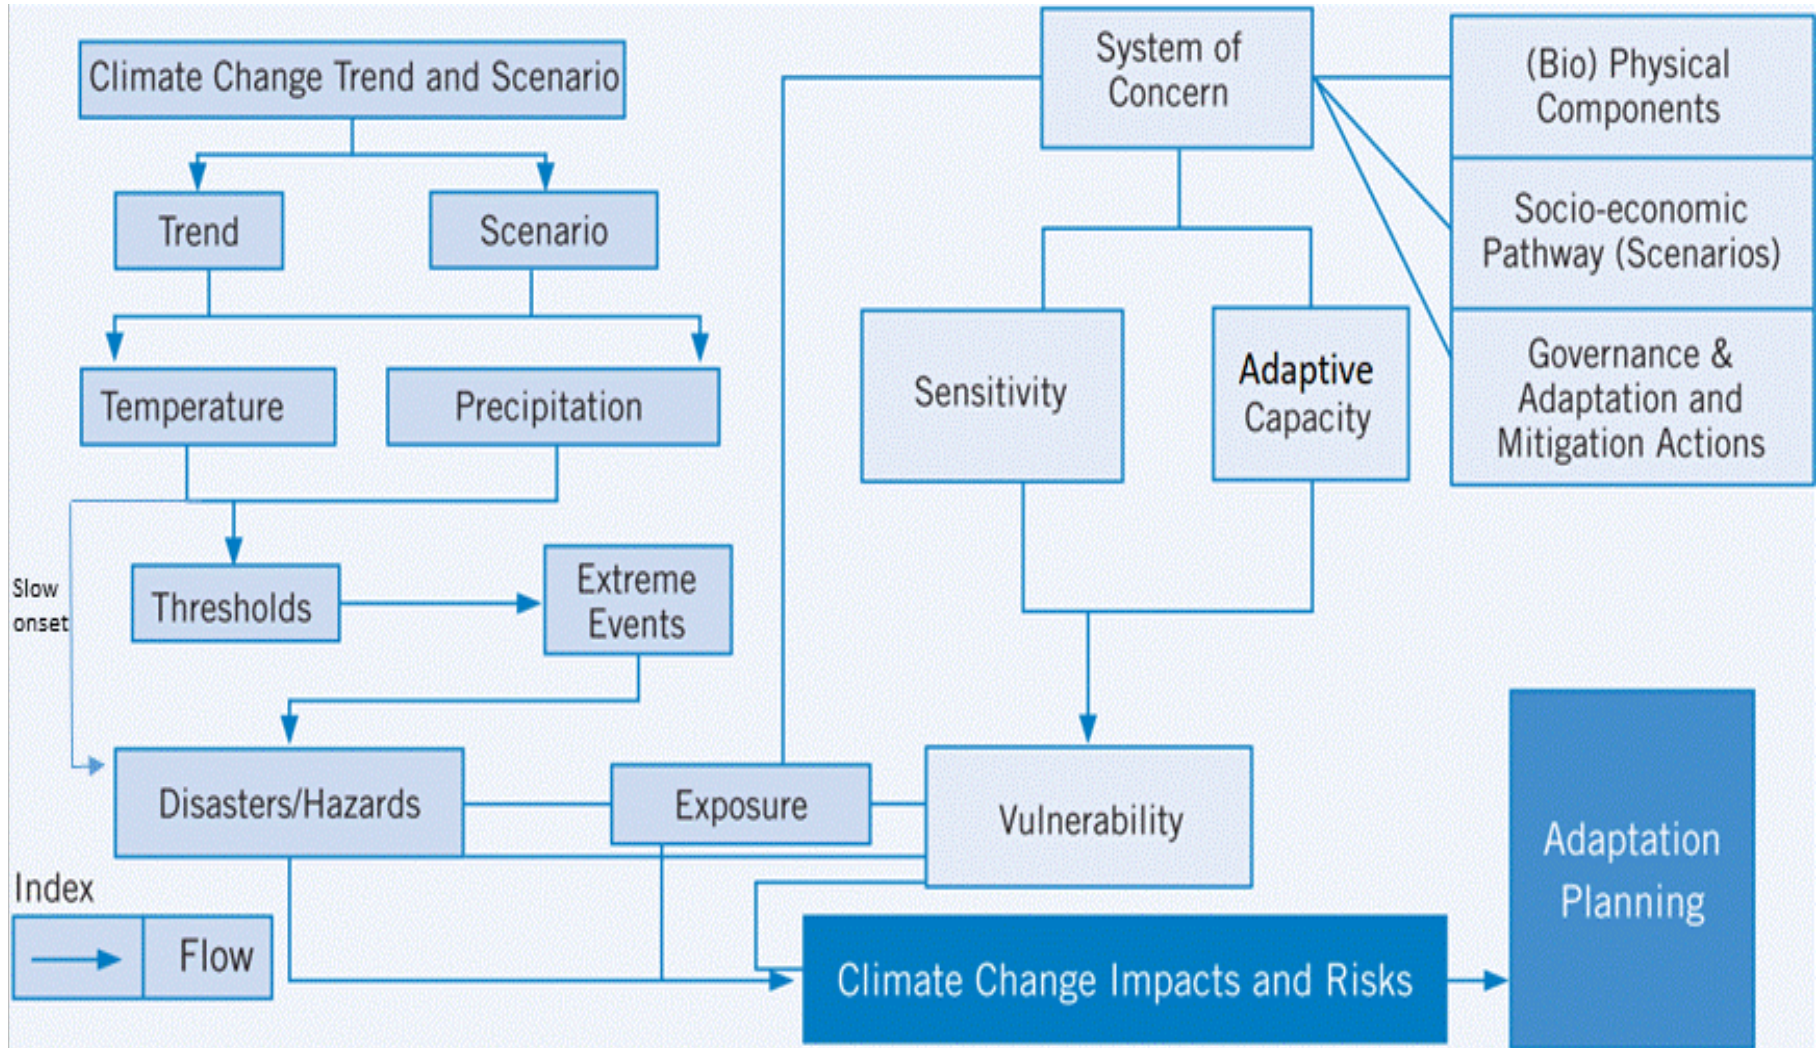 Climate Change Trend and Scenario
Trend
Scenario
Temperature
Precipitation
Slow
onset
Thresholds
Extreme
Events
Disasters/Hazards
Exposure
Index
Flow
System of
Concern
(Bio) Physical
Components
Socio-economic
Pathway (Scenarios)
Governance &
Adaptation and
Mitigation Actions
Sensitivity
Adaptive
Capacity
Vulnerability
Climate Change Impacts and Risks
Adaptation
Planning